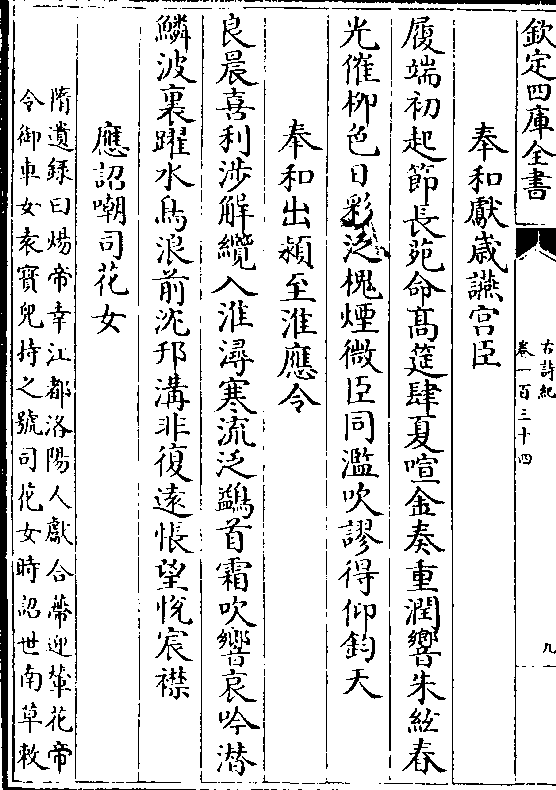 欽定四庫全書
古詩紀
卷一百三十四
九
奉和獻歲讌宮臣
履端初起節長苑命髙筵肆夏喧金奏重潤響朱絃春
光催栁色日彩泛槐煙微臣同濫吹謬得仰鈞天
奉和出潁至淮應令
良晨喜利涉解纜入淮潯寒流泛鷁首霜吹響哀吟潛
鱗波裏躍水鳥浪前沈邗溝非復逺悵望恱宸襟
應詔嘲司花女
隋遺録曰煬帝幸江都洛陽人獻合蔕迎輦花帝
令御車女袁寳兒持之號司花女時詔世南草敕